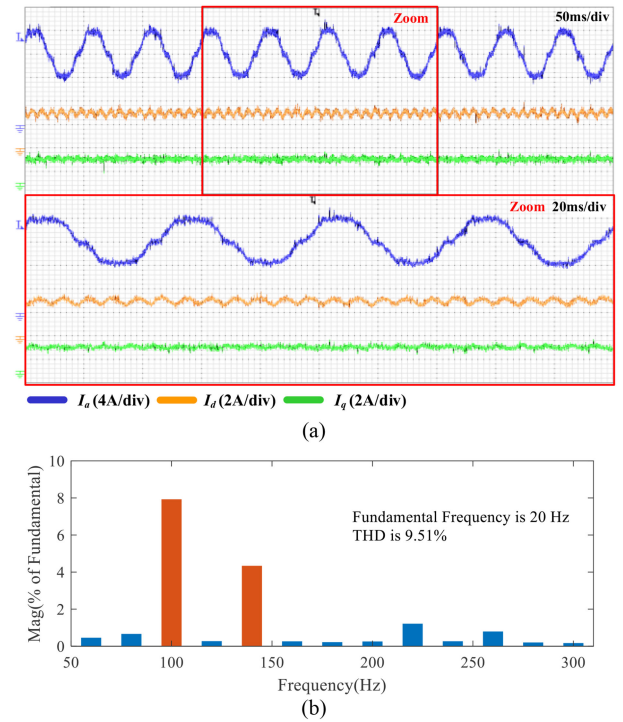 (a)
Zoom
50ms/div
Zoom 20ms/div
Ia (4A/div) Id (2A/div) Iq (2A/div)
(a)
10
8
6
4
2
0
Mag(% of Fundamental)
Fundamental Frequency is 20 Hz
THD is 9.51%
50 100 150 200 250 300
Frequency(Hz)
(b)